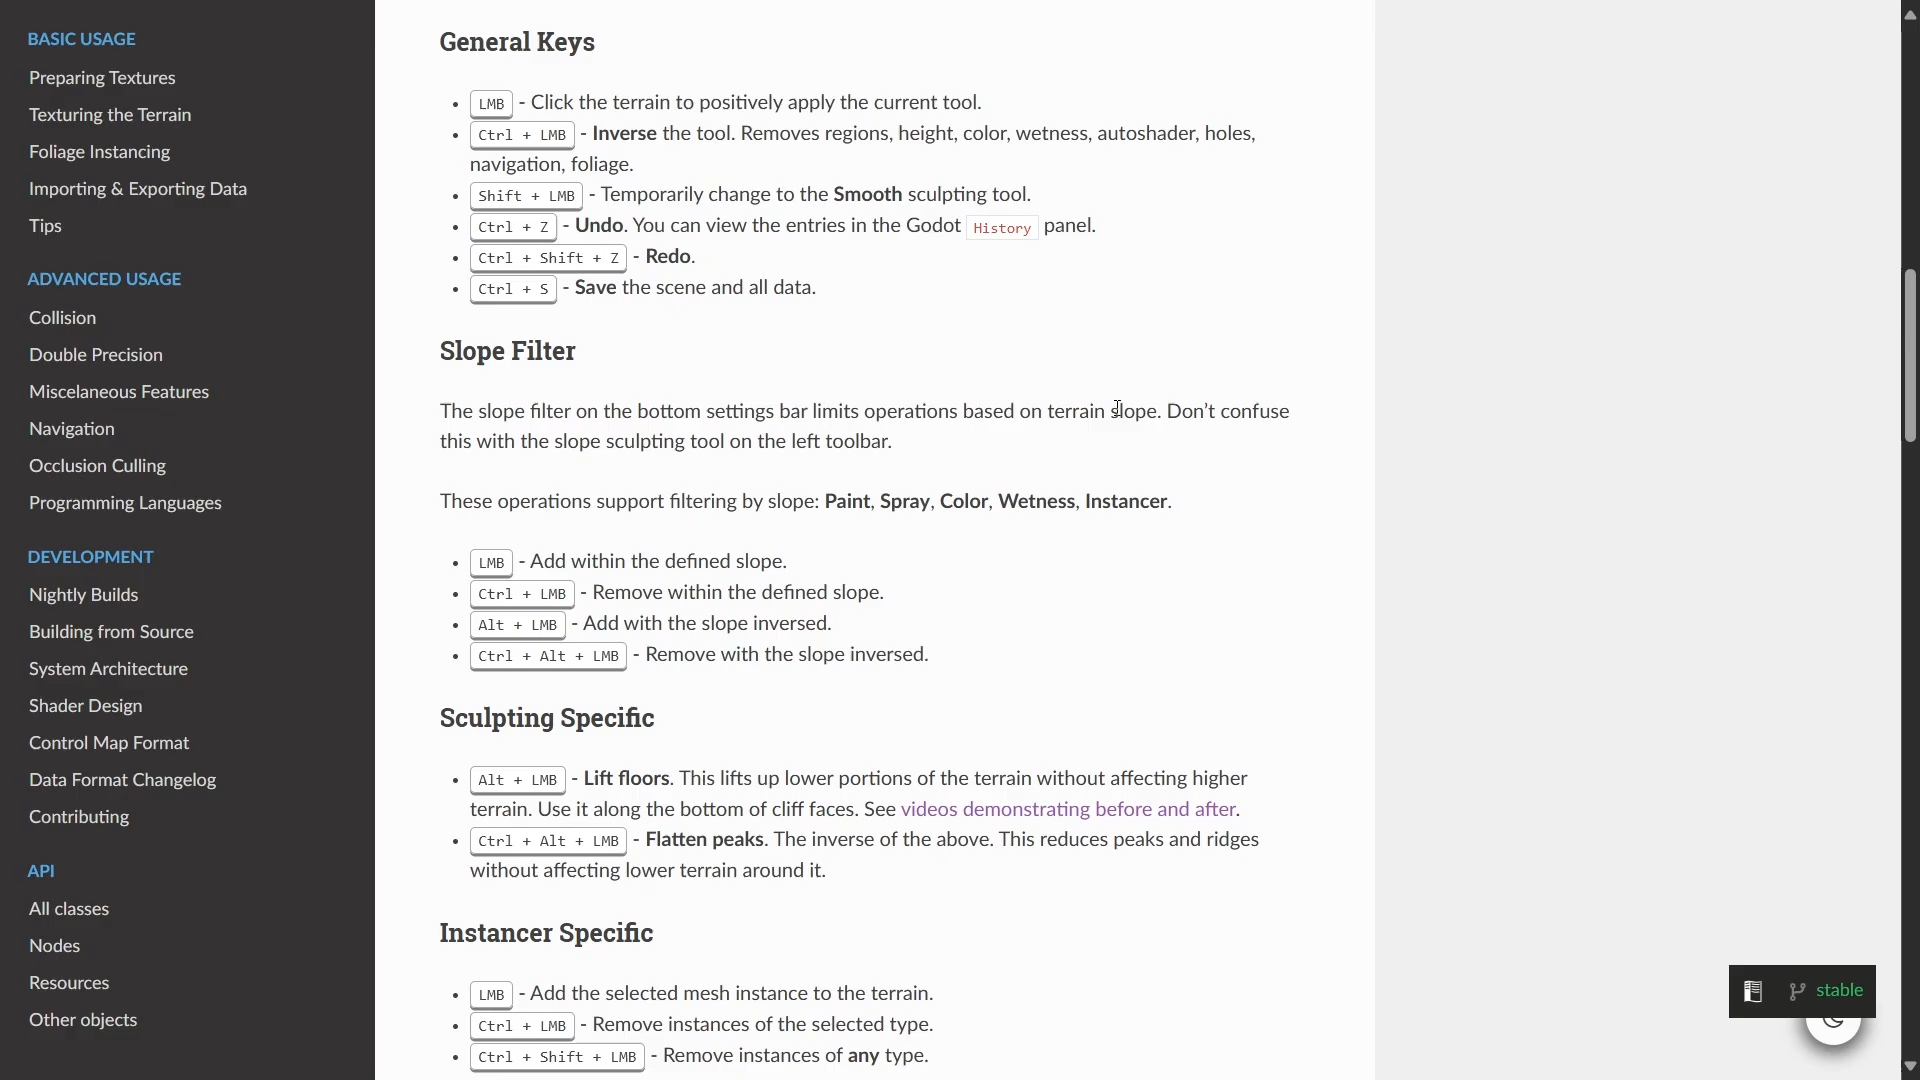 BASIC USAGE
Preparing Textures
Texturing the Terrain
Foliage Instancing
Importing & Exporting Data
Tips
ADVANCED USAGE
Collision
Double Precision
Miscellaneous Features
Navigation
Occlusion Culling
Programming Languages
DEVELOPMENT
Nightly Builds
Building from Source
System Architecture
Shader Design
Control Map Format
Data Format Changelog
Contributing
API
All classes
Nodes
Resources
Other objects
General Keys
LMB - Click the terrain to positively apply the current tool.
Ctrl + LMB - Inverse the tool. Removes regions, height, color, wetness, autoshader, holes,
navigation, foliage.
Shift + LMB - Temporarily change to the Smooth sculpting tool.
Ctrl + Z - Undo. You can view the entries in the Godot History panel.
Ctrl + Shift + Z - Redo.
Ctrl + S - Save the scene and all data.
Slope Filter
The slope filter on the bottom settings bar limits operations based on terrain slope. Don’t confuse
this with the slope sculpting tool on the left toolbar.
These operations support filtering by slope: Paint, Spray, Color, Wetness, Instancer.
LMB - Add within the defined slope.
Ctrl + LMB - Remove within the defined slope.
Alt + LMB - Add with the slope inversed.
Ctrl + Alt + LMB - Remove with the slope inversed.
Sculpting Specific
Alt + LMB - Lift floors. This lifts up lower portions of the terrain without affecting higher
terrain. Use it along the bottom of cliff faces. See videos demonstrating before and after.
Ctrl + Alt + LMB - Flatten peaks. The inverse of the above. This reduces peaks and ridges
without affecting lower terrain around it.
Instancer Specific
LMB - Add the selected mesh instance to the terrain.
Ctrl + LMB - Remove instances of the selected type.
Ctrl + Shift + LMB - Remove instances of any type.
stable